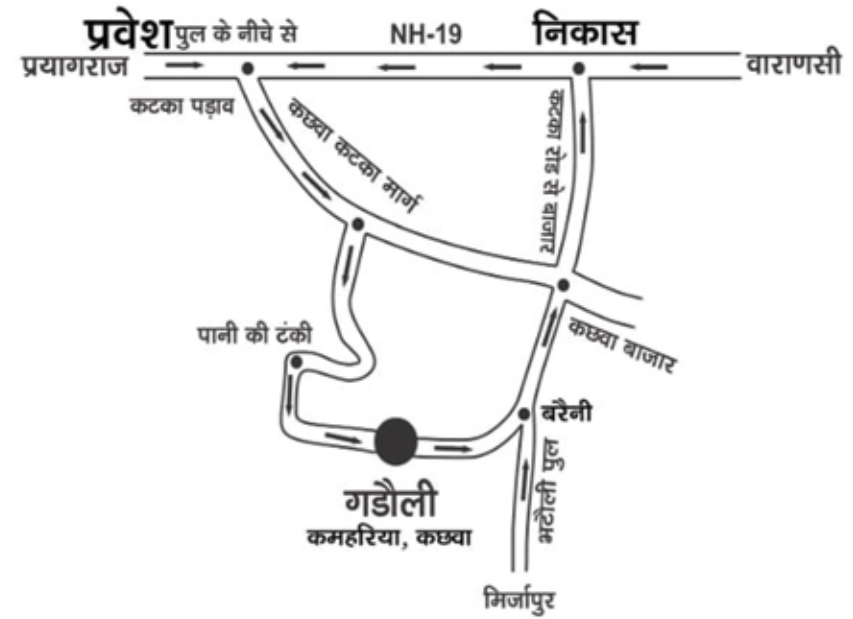 प्रवेश पुल के नीचे से NH-19 निकास
प्रयागराज वाराणसी
कटका पड़ाव
कछवा कटका मार्ग
कटका रोड से बाजार
पानी की टंकी
कछवा बाजार
बरैनी
भटौली पुल
गडौली
कमहरिया, कछवा
मिर्जापुर